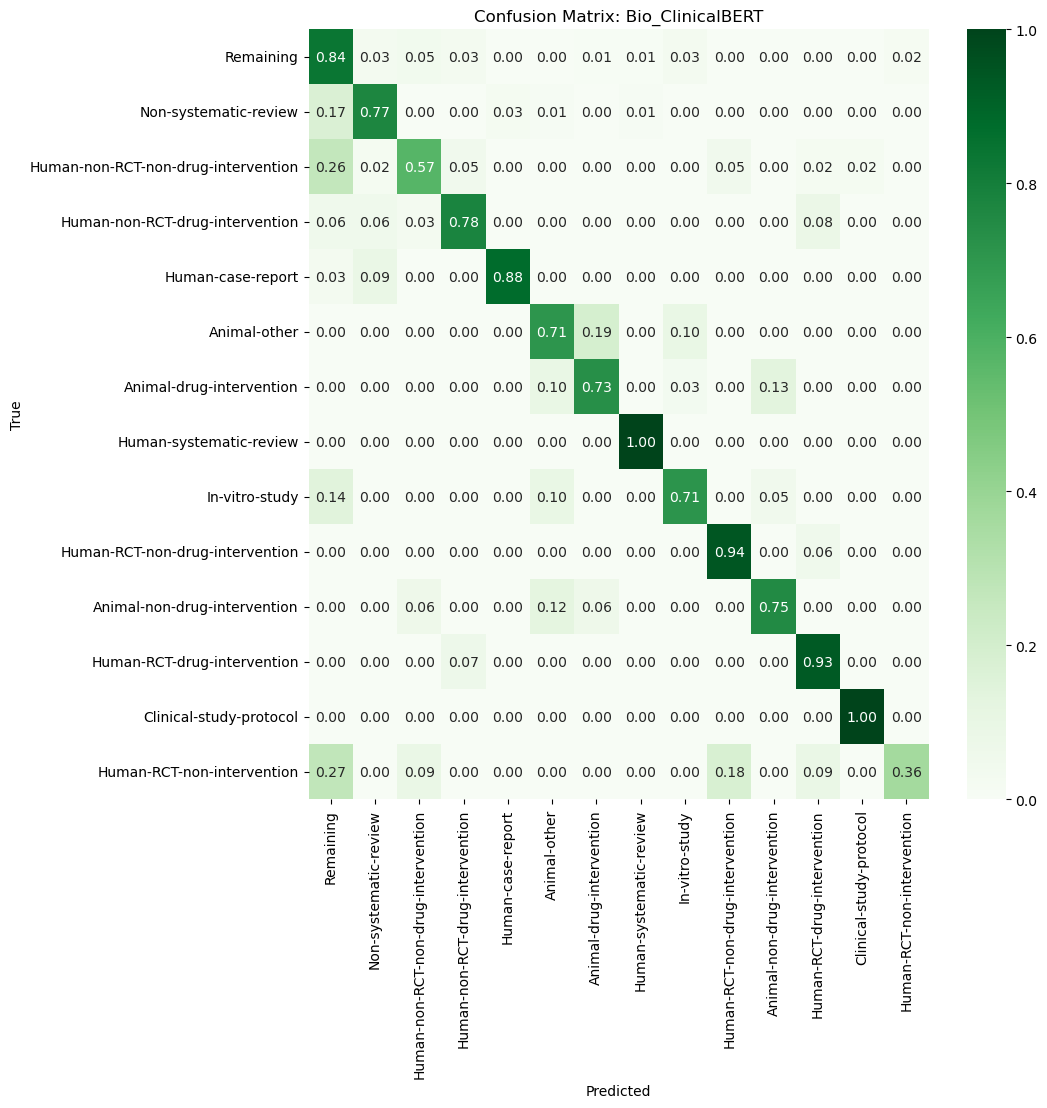 Confusion Matrix: Bio_ClinicalBERT
True
Remaining 0.84 0.03 0.05 0.03 0.00 0.00 0.01 0.01 0.03 0.00 0.00 0.00 0.00 0.02
Non-systematic-review 0.17 0.77 0.00 0.00 0.03 0.01 0.00 0.01 0.00 0.00 0.00 0.00 0.00 0.00
Human-non-RCT-non-drug-intervention 0.26 0.02 0.57 0.05 0.00 0.00 0.00 0.00 0.00 0.05 0.00 0.02 0.02 0.00
Human-non-RCT-drug-intervention 0.06 0.06 0.03 0.78 0.00 0.00 0.00 0.00 0.00 0.00 0.00 0.08 0.00 0.00
Human-case-report 0.03 0.09 0.00 0.00 0.88 0.00 0.00 0.00 0.00 0.00 0.00 0.00 0.00 0.00
Animal-other 0.00 0.00 0.00 0.00 0.00 0.71 0.19 0.00 0.10 0.00 0.00 0.00 0.00 0.00
Animal-drug-intervention 0.00 0.00 0.00 0.00 0.00 0.10 0.73 0.00 0.03 0.00 0.13 0.00 0.00 0.00
Human-systematic-review 0.00 0.00 0.00 0.00 0.00 0.00 0.00 1.00 0.00 0.00 0.00 0.00 0.00 0.00
In-vitro-study 0.14 0.00 0.00 0.00 0.00 0.10 0.00 0.00 0.71 0.00 0.05 0.00 0.00 0.00
Human-RCT-non-drug-intervention 0.00 0.00 0.00 0.00 0.00 0.00 0.00 0.00 0.00 0.94 0.00 0.06 0.00 0.00
Animal-non-drug-intervention 0.00 0.00 0.06 0.00 0.00 0.12 0.06 0.00 0.00 0.00 0.75 0.00 0.00 0.00
Human-RCT-drug-intervention 0.00 0.00 0.00 0.07 0.00 0.00 0.00 0.00 0.00 0.00 0.00 0.93 0.00 0.00
Clinical-study-protocol 0.00 0.00 0.00 0.00 0.00 0.00 0.00 0.00 0.00 0.00 0.00 0.00 1.00 0.00
Human-RCT-non-intervention 0.27 0.00 0.09 0.00 0.00 0.00 0.00 0.00 0.00 0.18 0.00 0.09 0.00 0.36
Remaining
Non-systematic-review
Human-non-RCT-non-drug-intervention
Human-non-RCT-drug-intervention
Human-case-report
Animal-other
Animal-drug-intervention
Human-systematic-review
In-vitro-study
Human-RCT-non-drug-intervention
Animal-non-drug-intervention
Human-RCT-drug-intervention
Clinical-study-protocol
Human-RCT-non-intervention
Predicted
1.0
0.8
0.6
0.4
0.2
0.0